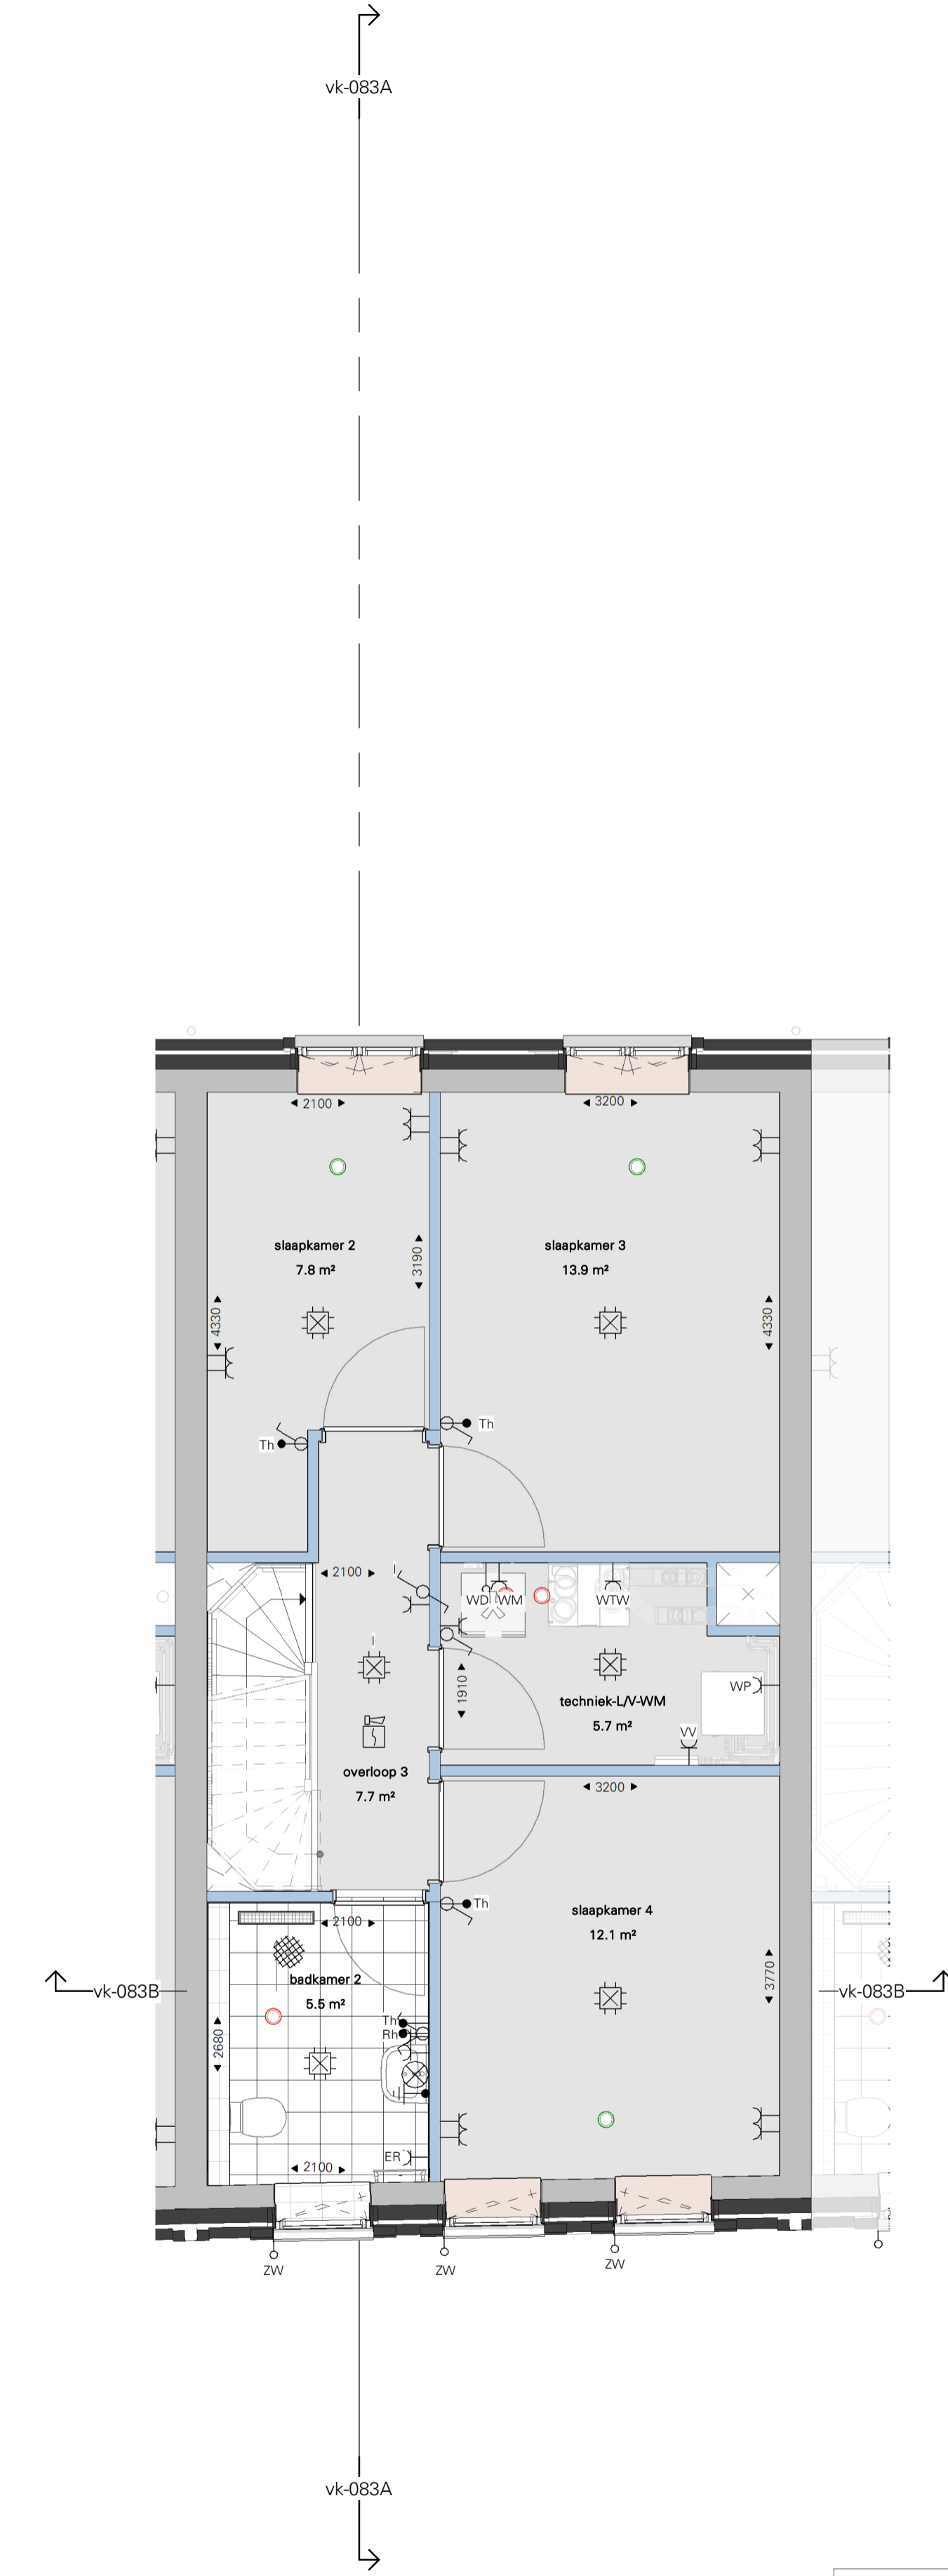 vk-083A
2100
3200
slaapkamer 2
7.8 m²
3190
slaapkamer 3
13.9 m²
4330
4330
Th
Th
2100
WD
WM
WTW
1910
WP
techniek-L/V-WM
5.7 m²
VV
overloop 3
7.7 m²
3200
Th
slaapkamer 4
12.1 m²
2100
badkamer 2
5.5 m²
3770
vk-083B
vk-083B
Th
Rh
2680
ER
2100
ZW
ZW
ZW
vk-083A